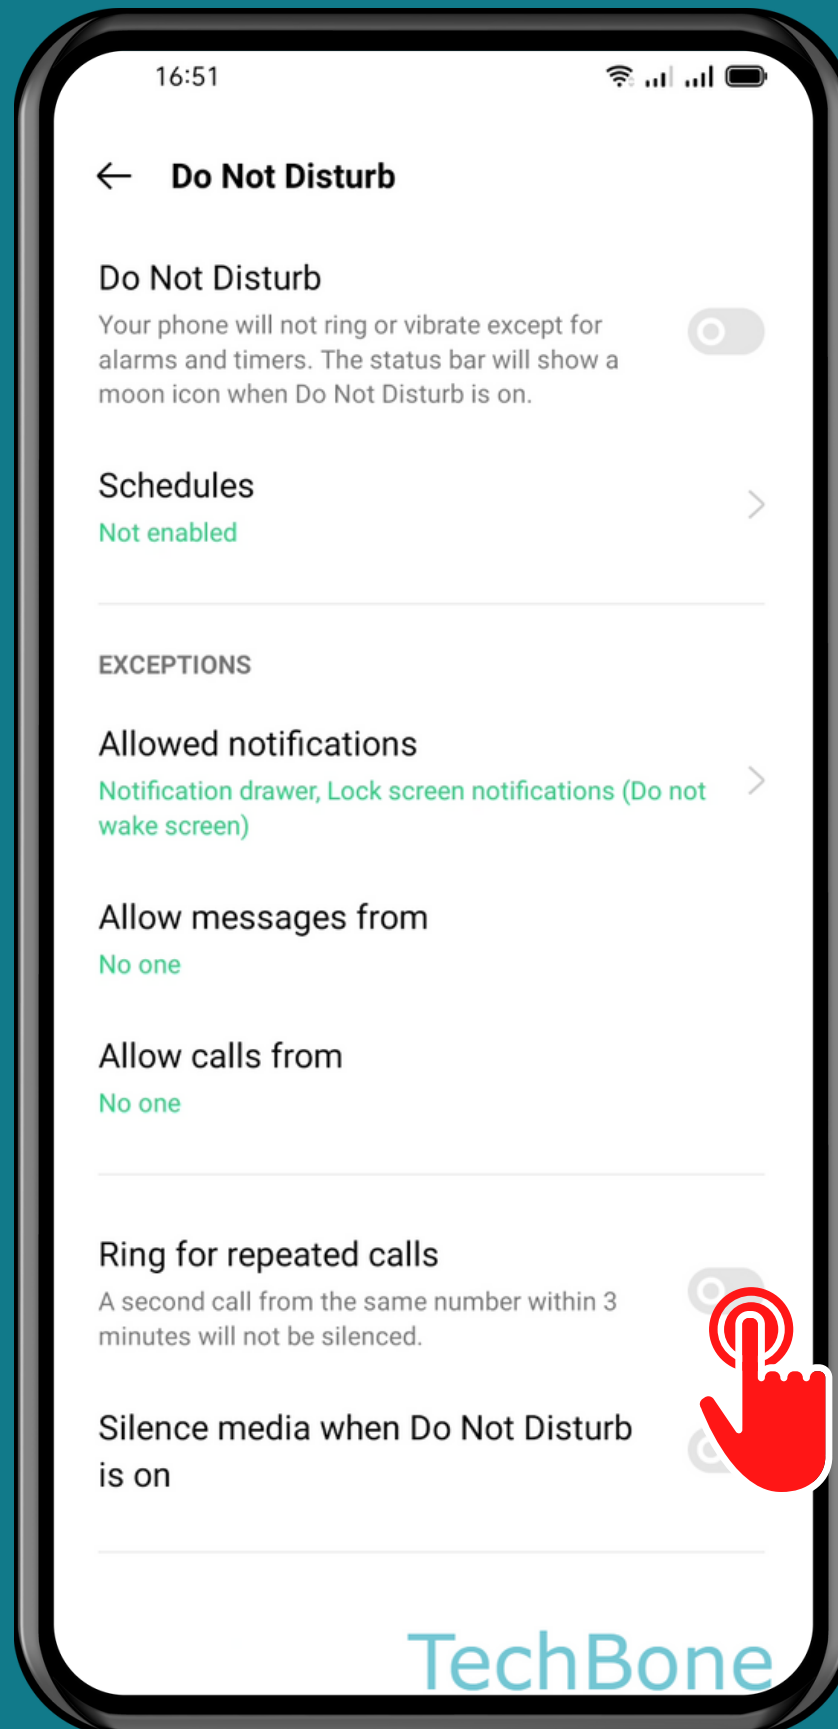 16:51
Do Not Disturb
Do Not Disturb
Your phone will not ring or vibrate except for
alarms and timers. The status bar will show a
moon icon when Do Not Disturb is on.
Schedules
Not enabled
EXCEPTIONS
Allowed notifications
Notification drawer, Lock screen notifications (Do not
wake screen)
Allow messages from
No one
Allow calls from
No one
Ring for repeated calls
A second call from the same number within 3
minutes will not be silenced.
Silence media when Do Not Disturb
is on
TechBone